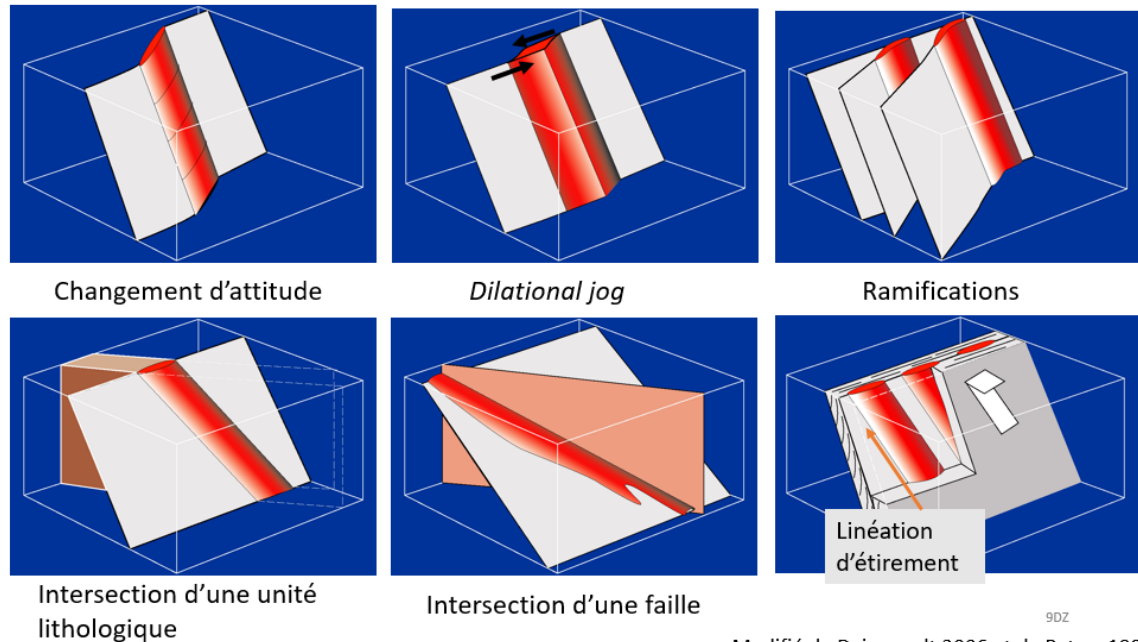 Changement d'attitude
Dilational jog
Ramifications
Linéation
d'étirement
Intersection d'une unité
lithologique
Intersection d'une faille
9DZ